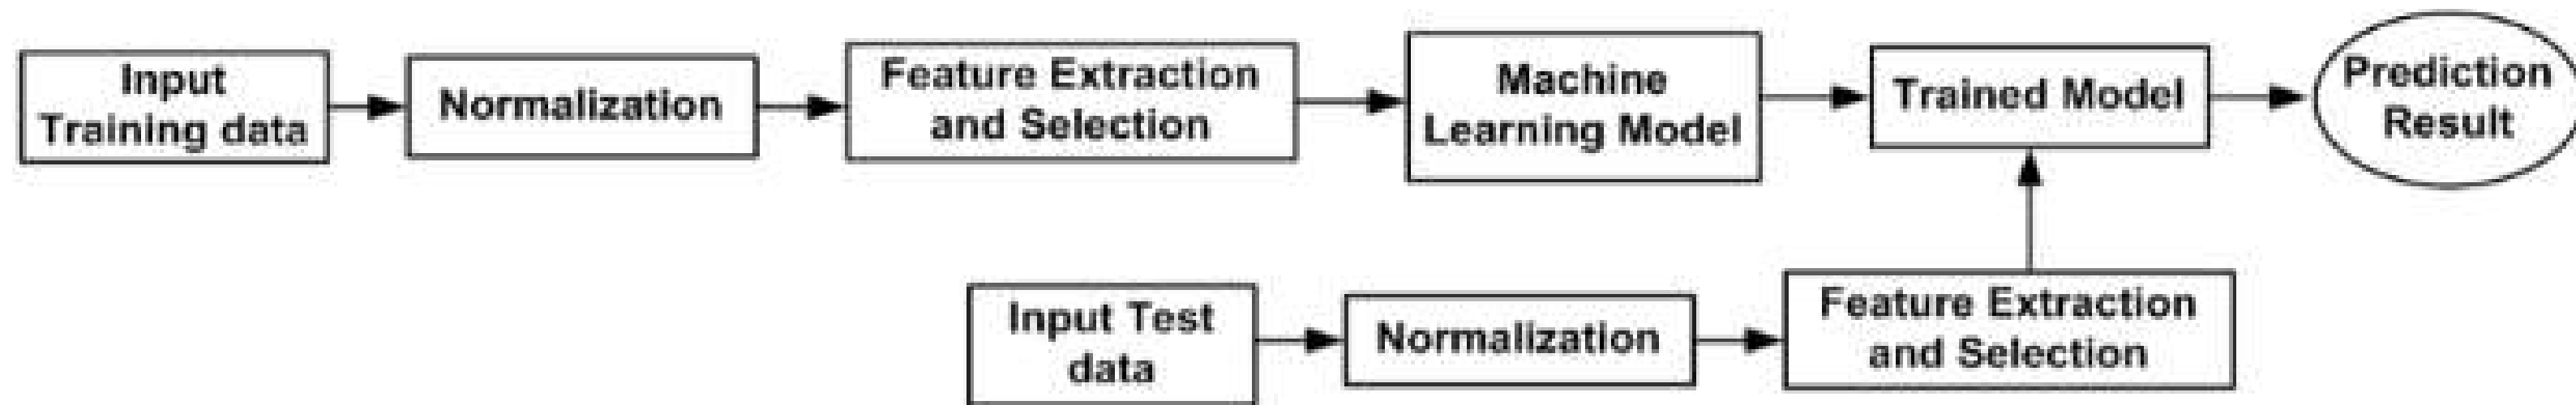 Input
Training data
Normalization
Feature Extraction
and Selection
Machine
Learning Model
Trained Model
Prediction
Result
Input Test
data
Normalization
Feature Extraction
and Selection